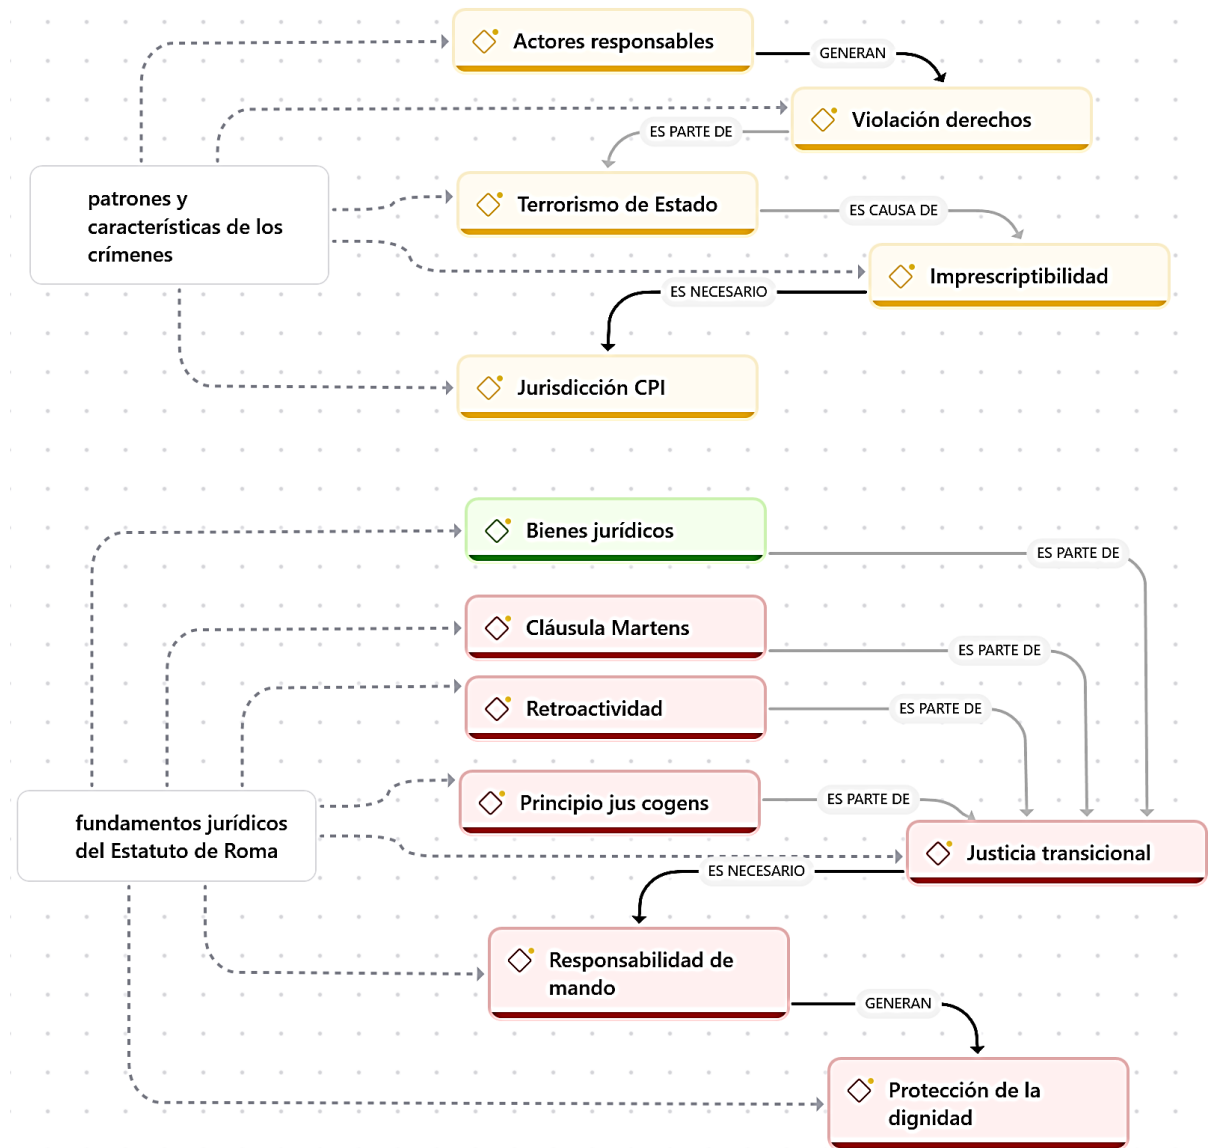 Actores responsables
GENERAN
Violación derechos
ES PARTE DE
patrones y
características de los
crímenes
Terrorismo de Estado
ES CAUSA DE
Imprescriptibilidad
ES NECESARIO
Jurisdicción CPI
Bienes jurídicos
ES PARTE DE
Cláusula Martens
ES PARTE DE
Retroactividad
ES PARTE DE
Principio jus cogens
ES PARTE DE
fundamentos jurídicos
del Estatuto de Roma
Justicia transicional
ES NECESARIO
Responsabilidad de
mando
GENERAN
Protección de la
dignidad